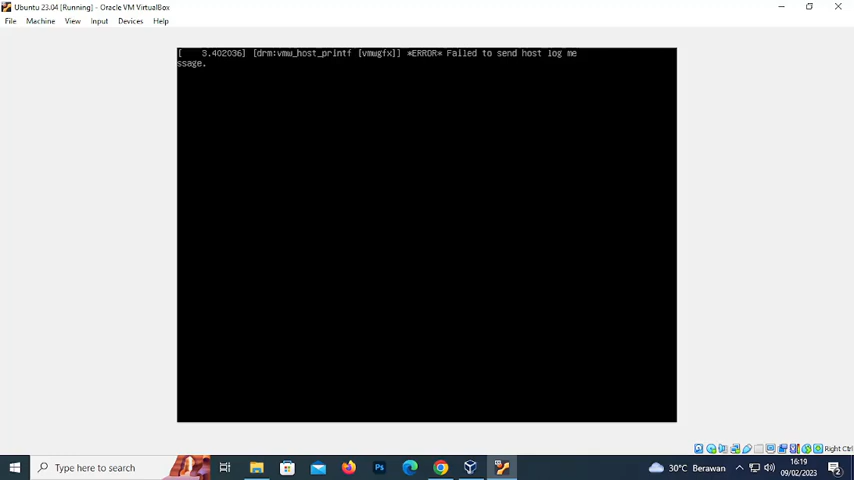 Ubuntu 23.04 [Running] - Oracle VM VirtualBox
File Machine View Input Devices Help
[    3.402036] [drm:vmw_host_printf [vmwgfx]] *ERROR* Failed to send host log me
ssage.
Right Ctrl
Type here to search
Ps
30°C Berawan
16:19
09/02/2023
2